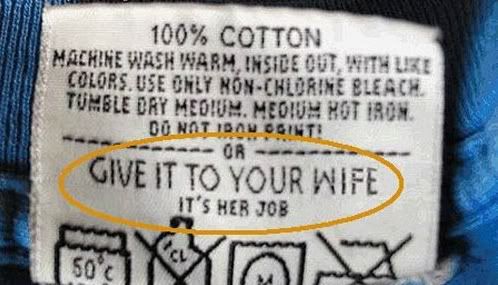 100% COTTON
MACHINE WASH WARM, INSIDE OUT, WITH LIKE
COLORS. USE ONLY NON-CHLORINE BLEACH.
TUMBLE DRY MEDIUM. MEDIUM HOT IRON.
DO NOT IRON PRINT!
OR
GIVE IT TO YOUR WIFE
IT'S HER JOB
CL
50°c